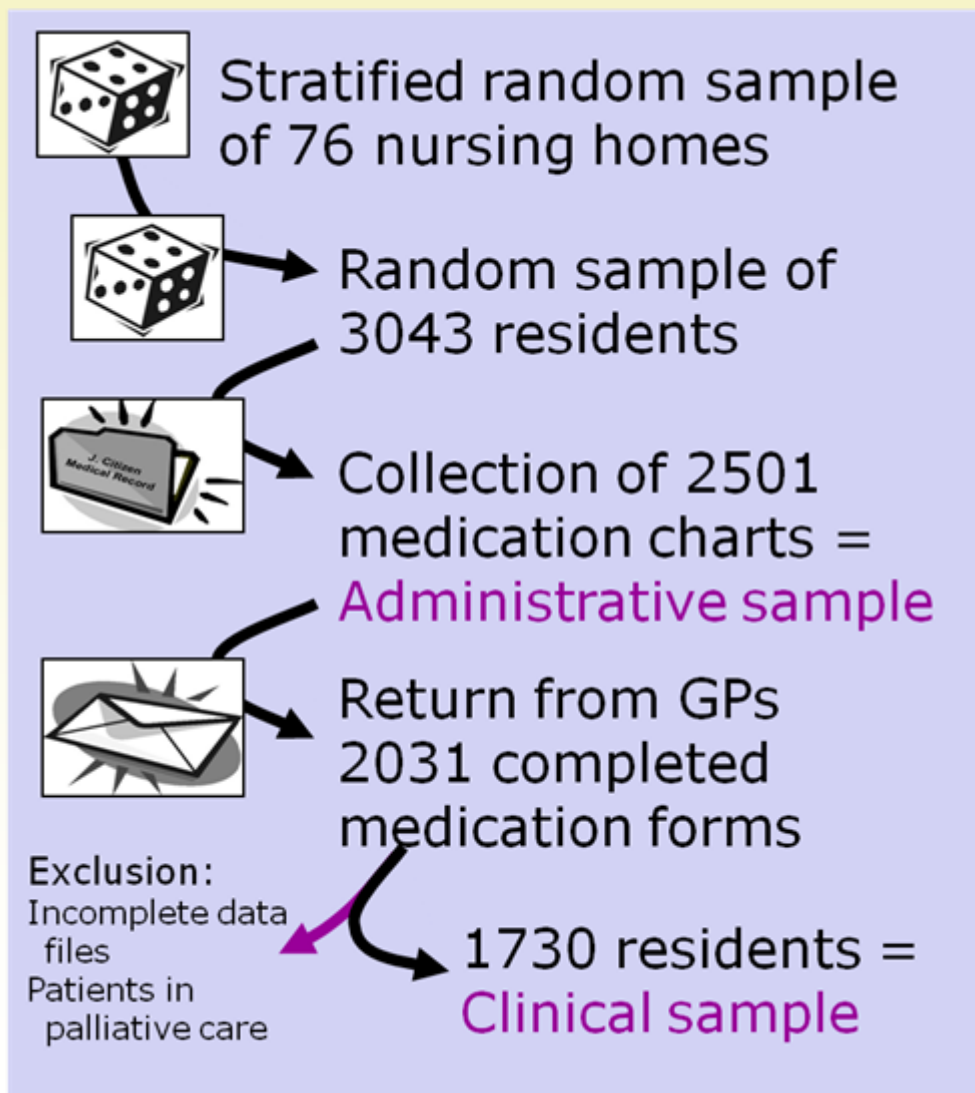 Stratified random sample
of 76 nursing homes
Random sample of
3043 residents
J. Citizen
Medical Record
Collection of 2501
medication charts =
Administrative sample
Return from GPs
2031 completed
medication forms
Exclusion:
Incomplete data
files
Patients in
palliative care
1730 residents =
Clinical sample